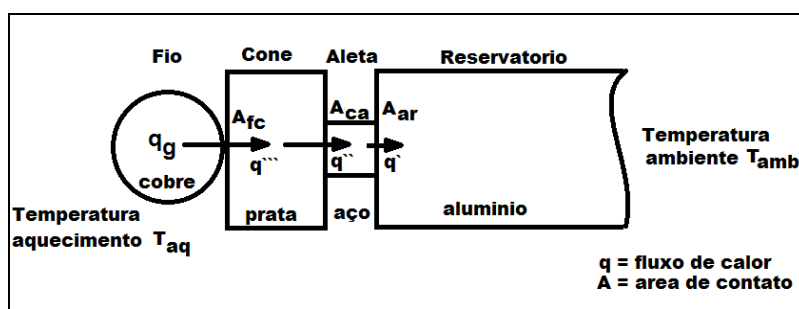 Fio Cone Aleta Reservatorio
A_fc A_ca A_ar
q_g q``` q`` q`
cobre
Temperatura
ambiente T_amb
Temperatura
aquecimento T_aq
prata aço aluminio
q = fluxo de calor
A = area de contato